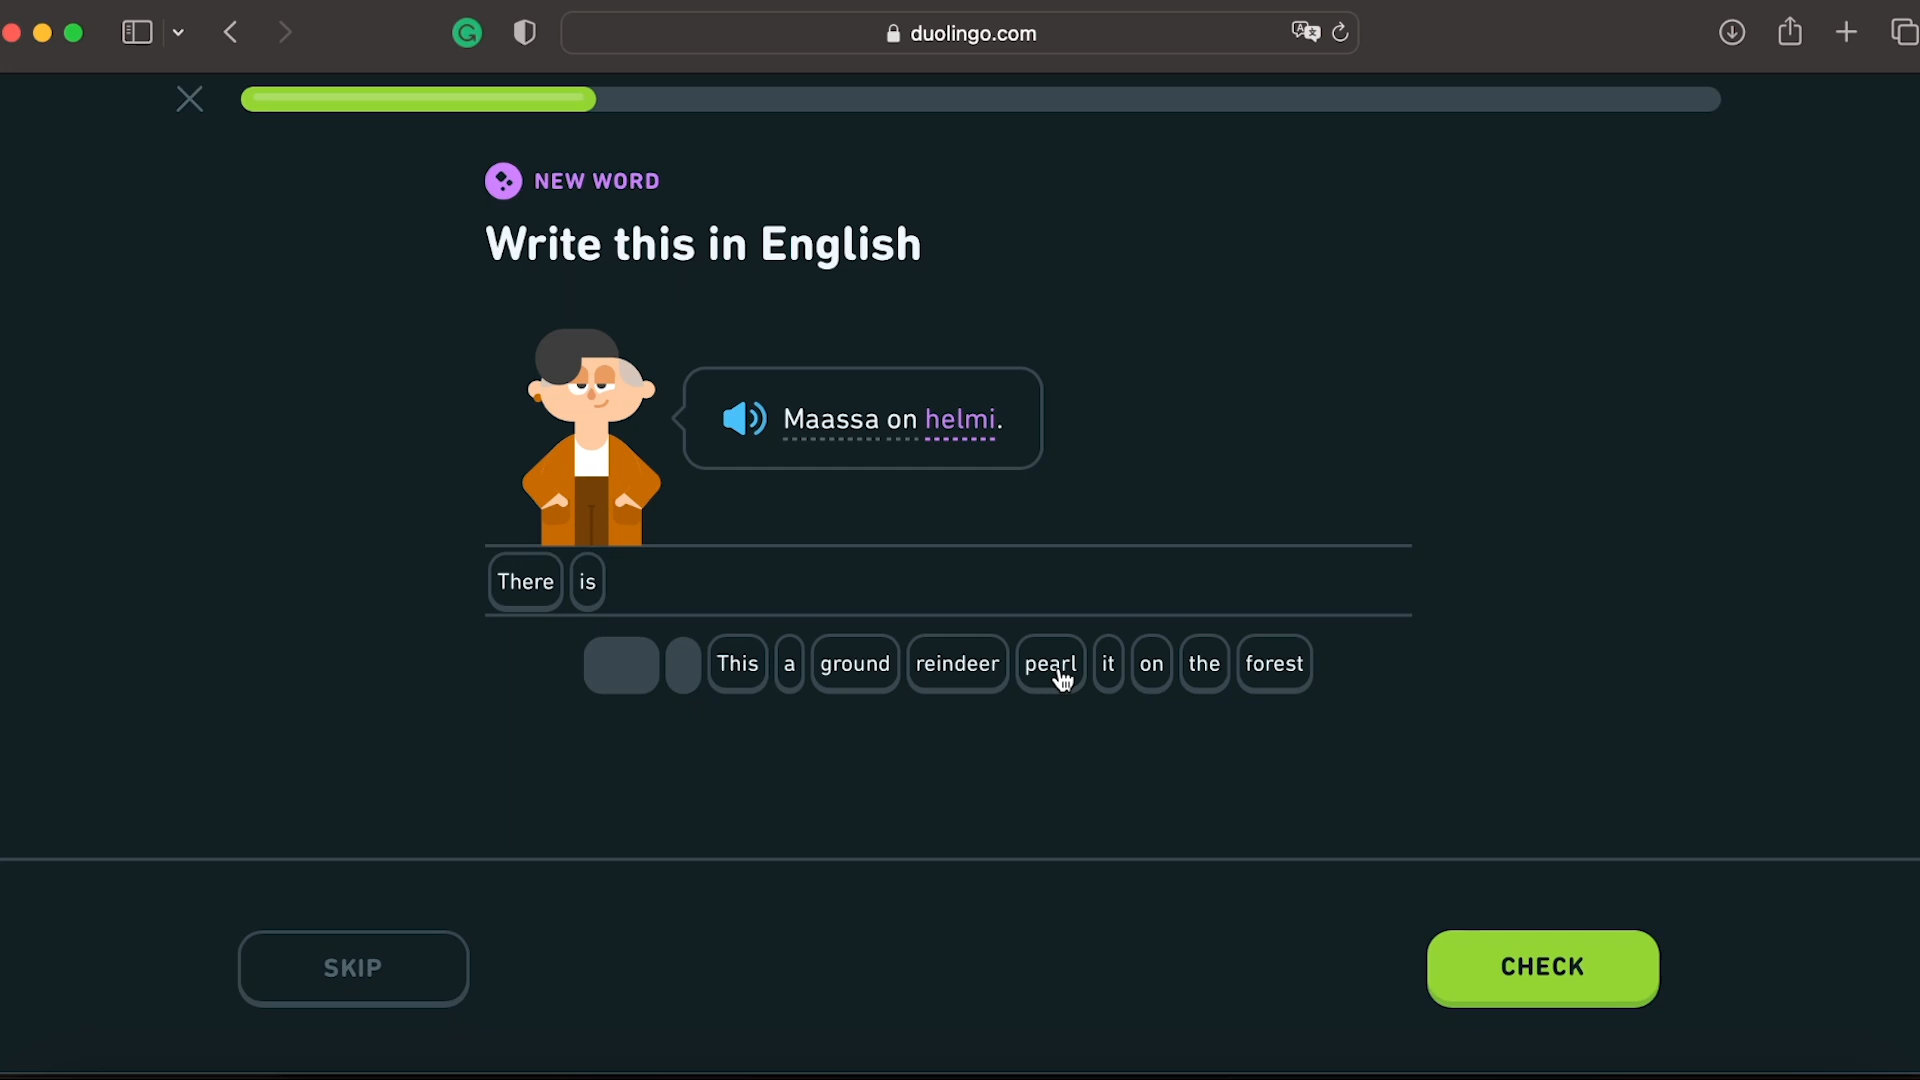 duolingo.com
NEW WORD
Write this in English
Maassa on helmi.
There is
This a ground reindeer pearl it on the forest
SKIP
CHECK